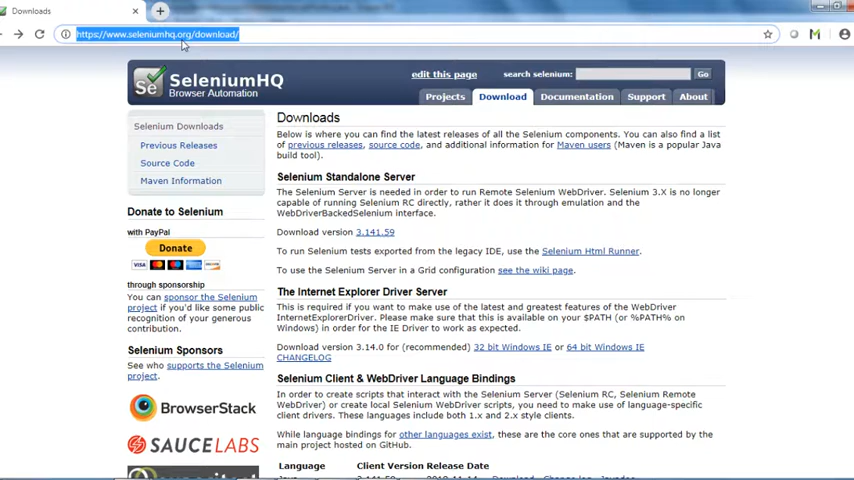 Downloads
https://www.seleniumhq.org/download/
SeleniumHQ
Browser Automation
edit this page
search selenium:
Go
Projects
Download
Documentation
Support
About
Selenium Downloads
Previous Releases
Source Code
Maven Information
Donate to Selenium
with PayPal
Donate
VISA
through sponsorship
You can sponsor the Selenium
project if you'd like some public
recognition of your generous
contribution.
Selenium Sponsors
See who supports the Selenium
project.
BrowserStack
SAUCELABS
Downloads
Below is where you can find the latest releases of all the Selenium components. You can also find a list
of previous releases, source code, and additional information for Maven users (Maven is a popular Java
build tool).
Selenium Standalone Server
The Selenium Server is needed in order to run Remote Selenium WebDriver. Selenium 3.X is no longer
capable of running Selenium RC directly, rather it does it through emulation and the
WebDriverBackedSelenium interface.
Download version 3.141.59
To run Selenium tests exported from the legacy IDE, use the Selenium Html Runner.
To use the Selenium Server in a Grid configuration see the wiki page.
The Internet Explorer Driver Server
This is required if you want to make use of the latest and greatest features of the WebDriver
InternetExplorerDriver. Please make sure that this is available on your $PATH (or %PATH% on
Windows) in order for the IE Driver to work as expected.
Download version 3.14.0 for (recommended) 32 bit Windows IE or 64 bit Windows IE
CHANGELOG
Selenium Client & WebDriver Language Bindings
In order to create scripts that interact with the Selenium Server (Selenium RC, Selenium Remote
WebDriver) or create local Selenium WebDriver scripts, you need to make use of language-specific
client drivers. These languages include both 1.x and 2.x style clients.
While language bindings for other languages exist, these are the core ones that are supported by the
main project hosted on GitHub.
Language Client Version Release Date